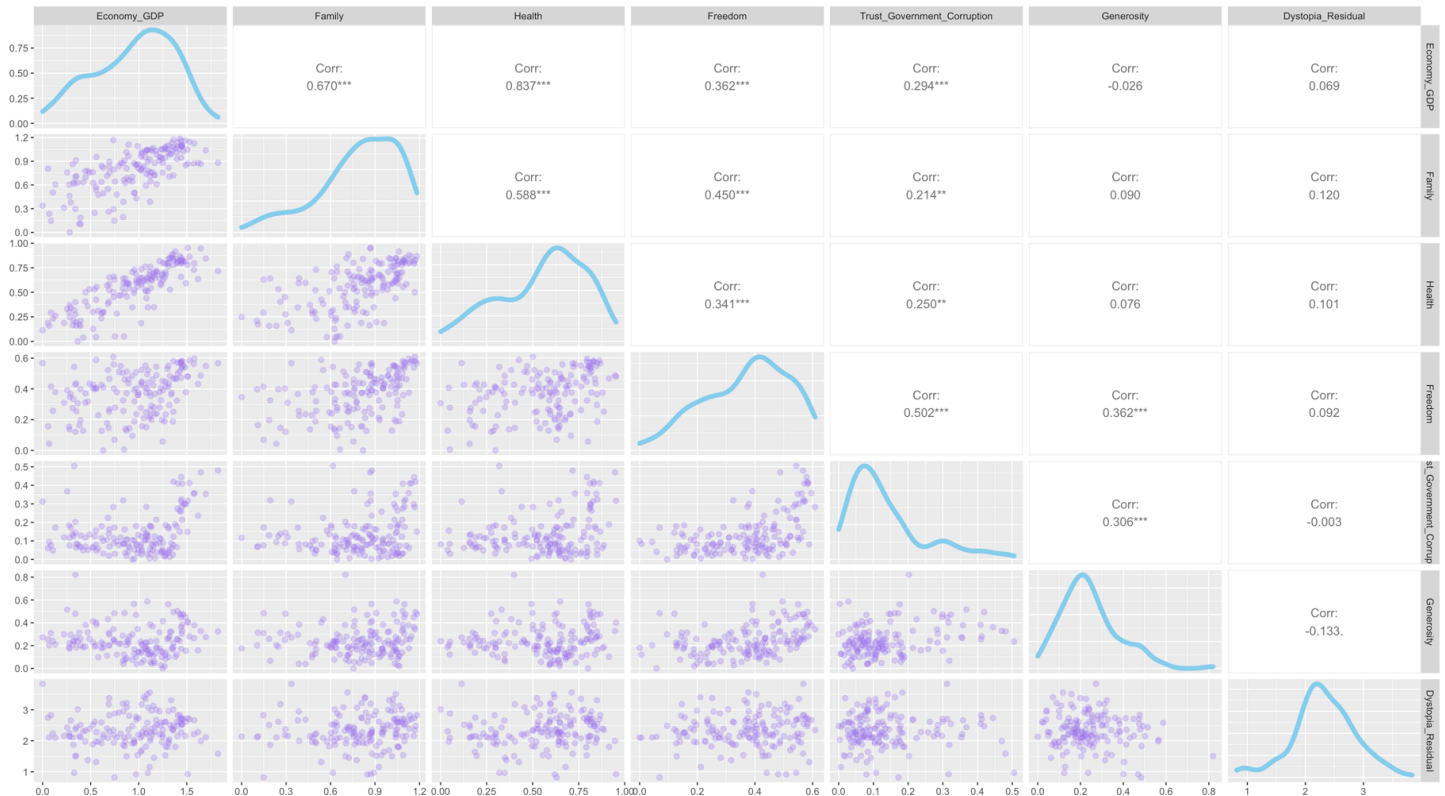 Economy_GDP Family Health Freedom Trust_Government_Corruption Generosity Dystopia_Residual
0.75
0.50
0.25
0.00
Corr:
0.670***
Corr:
0.837***
Corr:
0.362***
Corr:
0.294***
Corr:
-0.026
Corr:
0.069
Economy_GDP
1.2
0.9
0.6
0.3
0.0
Corr:
0.588***
Corr:
0.450***
Corr:
0.214**
Corr:
0.090
Corr:
0.120
Family
1.00
0.75
0.50
0.25
0.00
Corr:
0.341***
Corr:
0.250**
Corr:
0.076
Corr:
0.101
Health
0.6
0.4
0.2
0.0
Corr:
0.502***
Corr:
0.362***
Corr:
0.092
Freedom
0.5
0.4
0.3
0.2
0.1
0.0
Corr:
0.306***
Corr:
-0.003
st_Government_Corrup
0.8
0.6
0.4
0.2
0.0
Corr:
-0.133.
Generosity
3
2
1
Dystopia_Residual
0.0 0.5 1.0 1.5 0.0 0.3 0.6 0.9 1.2 0.00 0.25 0.50 0.75 1.00 0.0 0.2 0.4 0.6 0.0 0.1 0.2 0.3 0.4 0.5 0.0 0.2 0.4 0.6 0.8 1 2 3